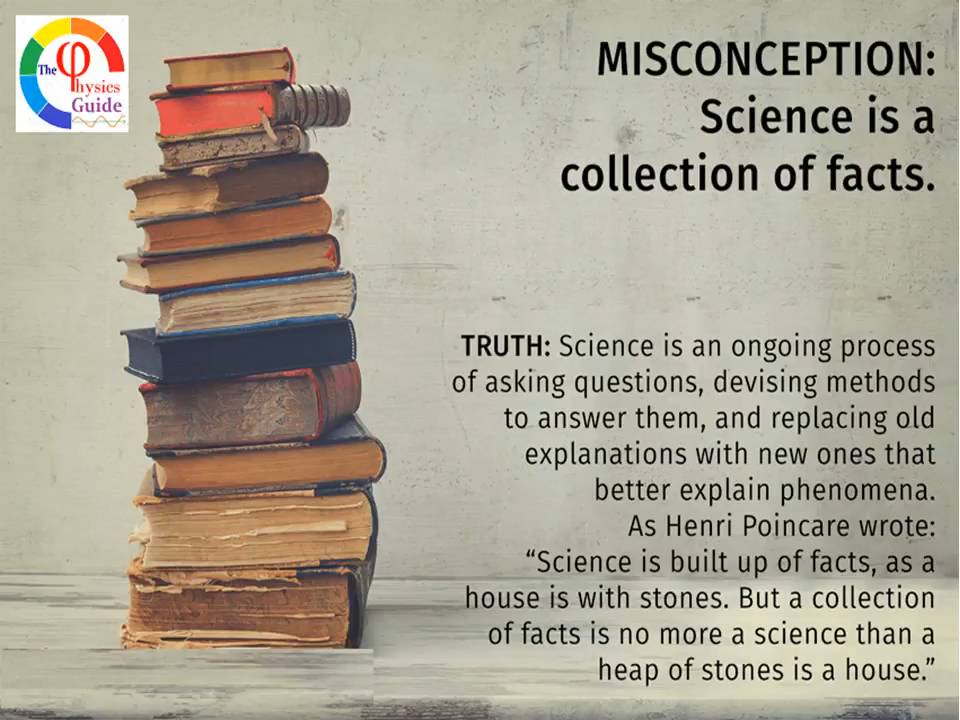 The
φhysics
Guide
MISCONCEPTION:
Science is a
collection of facts.
TRUTH: Science is an ongoing process
of asking questions, devising methods
to answer them, and replacing old
explanations with new ones that
better explain phenomena.
As Henri Poincare wrote:
“Science is built up of facts, as a
house is with stones. But a collection
of facts is no more a science than a
heap of stones is a house.”